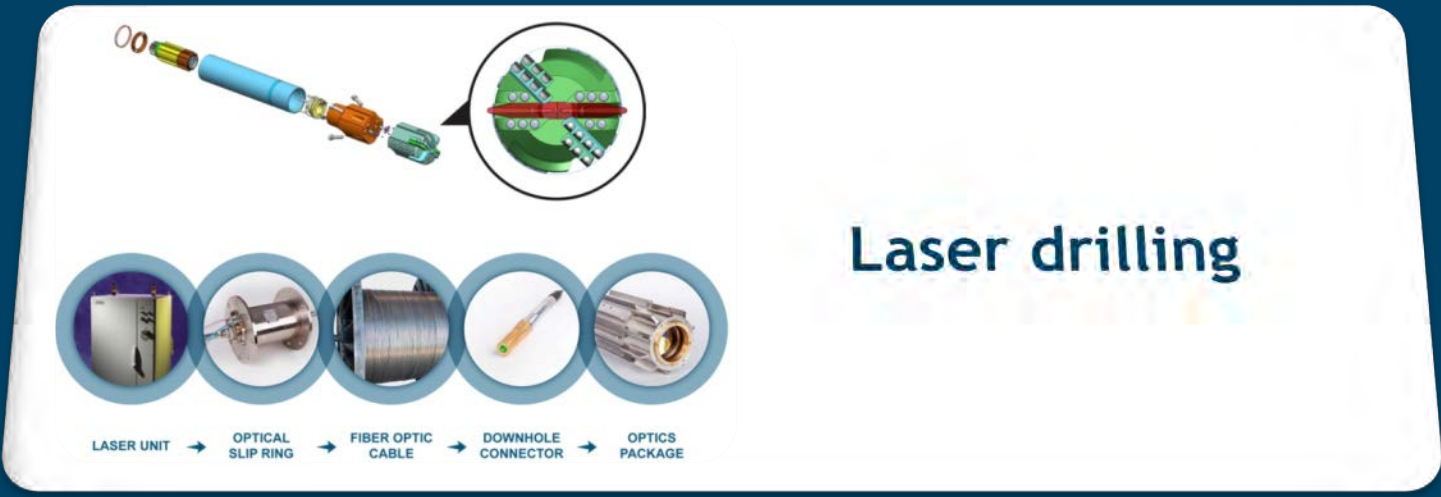 Laser drilling
LASER UNIT → OPTICAL SLIP RING → FIBER OPTIC CABLE → DOWNHOLE CONNECTOR → OPTICS PACKAGE